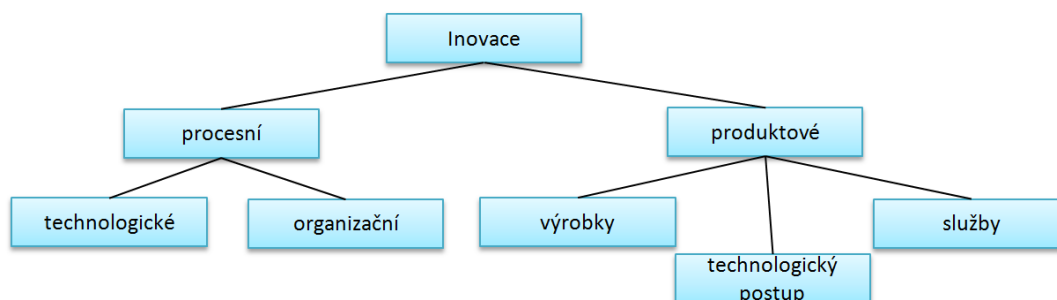 Inovace
procesní
produktové
technologické
organizační
výrobky
služby
technologický
postup